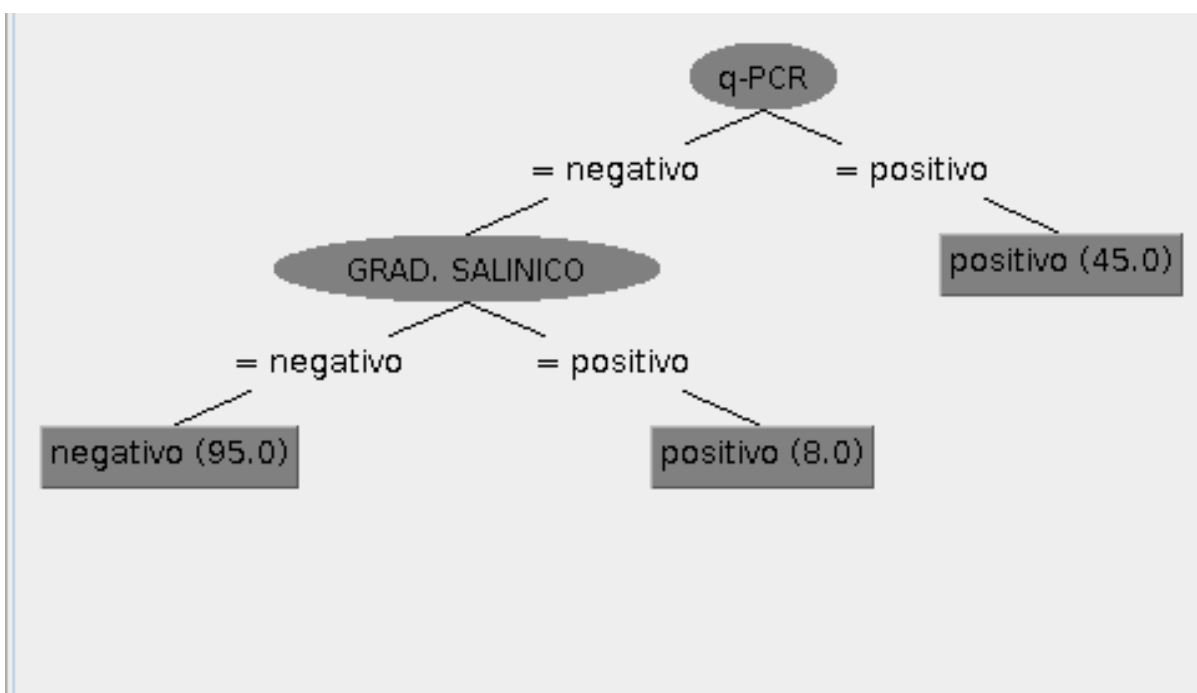 q-PCR
= negativo
= positivo
positivo (45.0)
GRAD. SALINICO
= negativo
= positivo
negativo (95.0)
positivo (8.0)